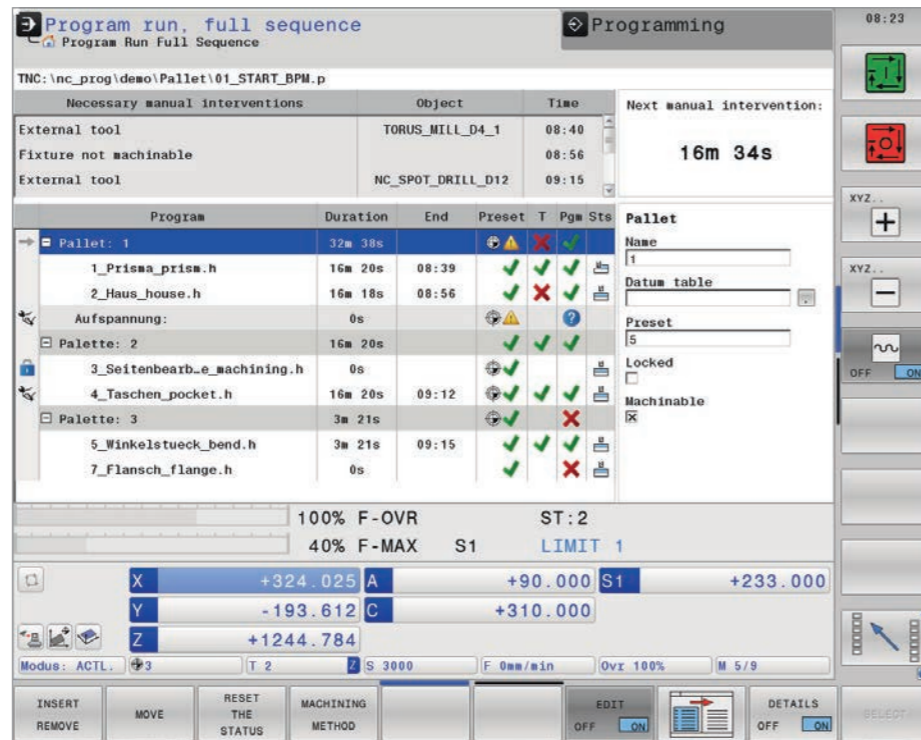 Program run, full sequence
Program Run Full Sequence
Programming
08:23
TNC:\nc_prog\demo\Pallet\01_START_BPM.p
Necessary manual interventions Object Time
External tool TORUS_MILL_D4_1 08:40
Fixture not machinable 08:56
External tool NC_SPOT_DRILL_D12 09:15
Next manual intervention:
16m 34s
Program Duration End Preset T Pgm Sts
Pallet: 1 32m 38s
1_Prisma_prism.h 16m 20s 08:39
2_Haus_house.h 16m 18s 08:56
Aufspannung: 0s
Palette: 2 16m 20s
3_Seitenbearb…e_machining.h 0s
4_Taschen_pocket.h 16m 20s 09:12
Palette: 3 3m 21s
5_Winkelstueck_bend.h 3m 21s 09:15
7_Flansch_flange.h 0s
Pallet
Name
1
Datum table
Preset
5
Locked
Machinable
XYZ..
XYZ..
OFF ON
100% F-OVR ST:2
40% F-MAX S1 LIMIT 1
X +324.025 A +90.000 S1 +233.000
Y -193.612 C +310.000
Z +1244.784
Modus: ACTL. 3 T 2 Z S 3000 F 0mm/min Ovr 100% M 5/9
INSERT
REMOVE
MOVE
RESET
THE
STATUS
MACHINING
METHOD
EDIT
OFF ON
DETAILS
OFF ON
SELECT